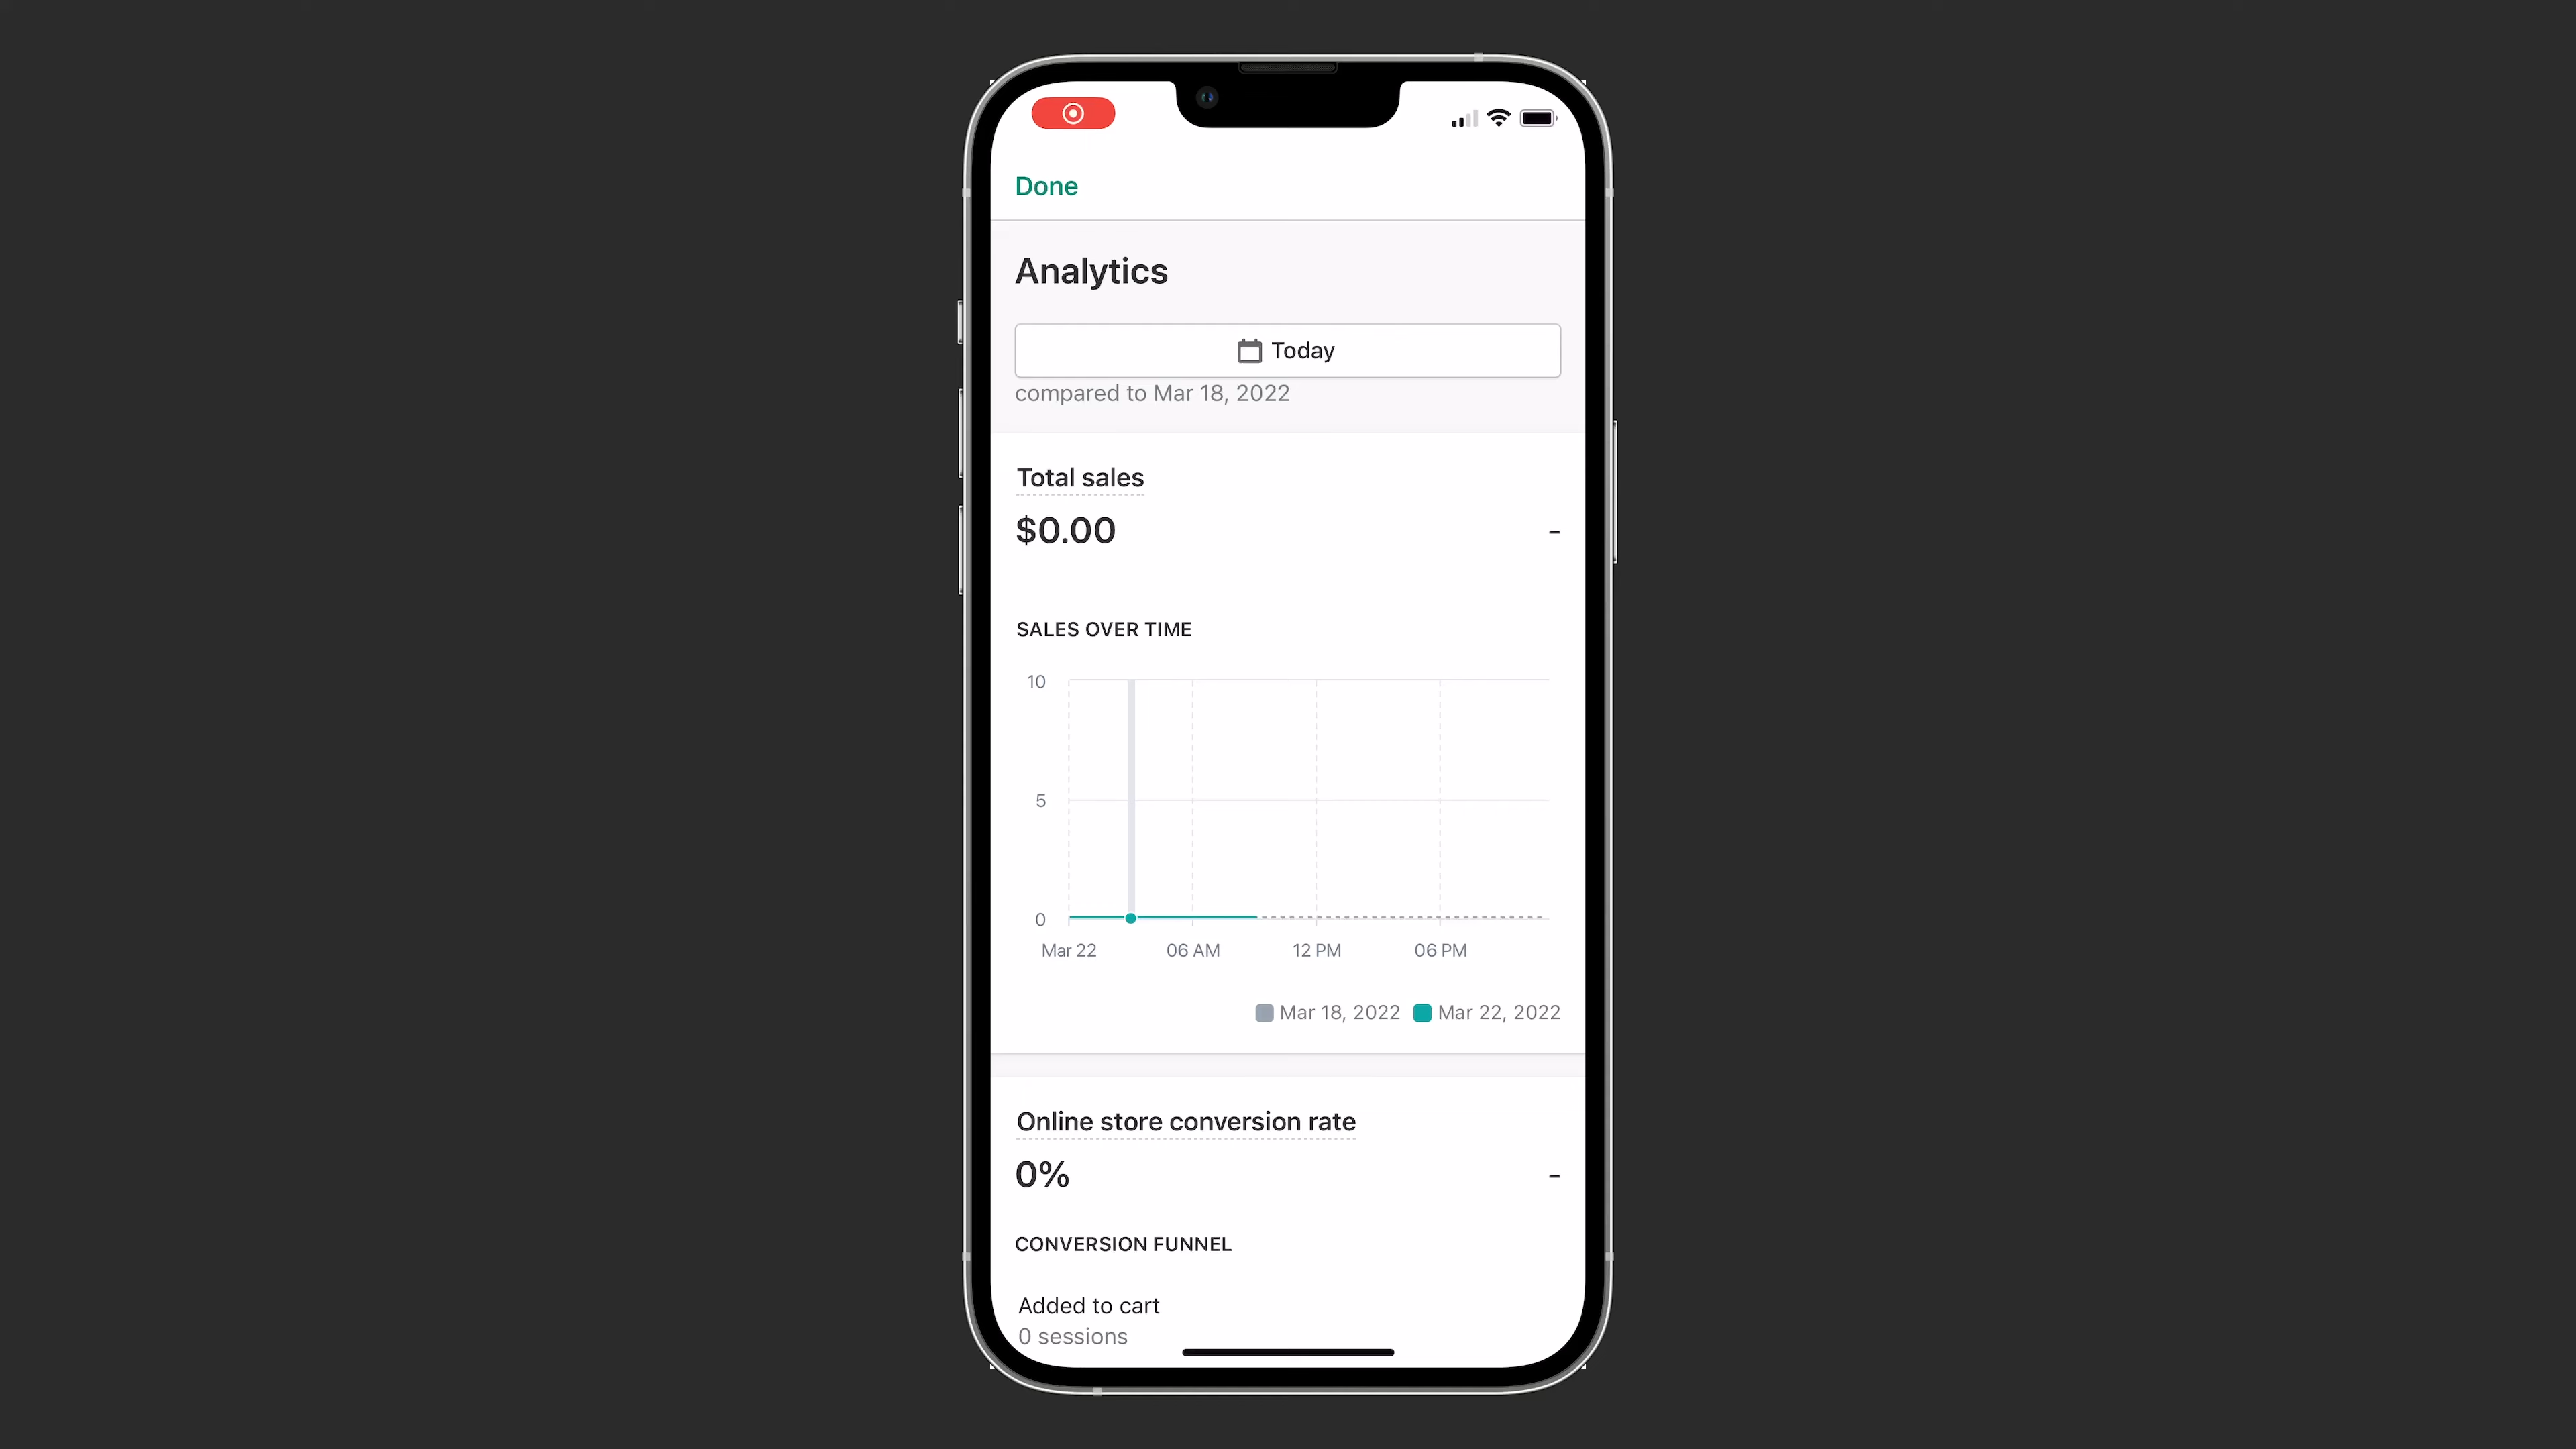 Done
Analytics
Today
compared to Mar 18, 2022
Total sales
$0.00
-
SALES OVER TIME
10
5
0
Mar 22 06 AM 12 PM 06 PM
Mar 18, 2022 Mar 22, 2022
Online store conversion rate
0%
-
CONVERSION FUNNEL
Added to cart
0 sessions